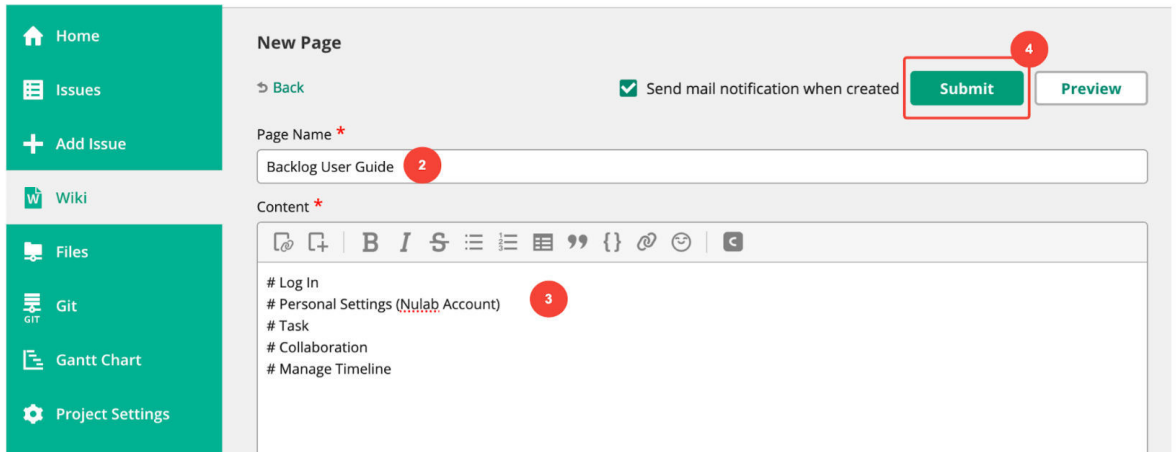 Home
Issues
Add Issue
Wiki
Files
GIT
Git
Gantt Chart
Project Settings
New Page
4
Back
Send mail notification when created
Submit
Preview
Page Name *
Backlog User Guide 2
Content *
B I S
# Log In
# Personal Settings (Nulab Account) 3
# Task
# Collaboration
# Manage Timeline